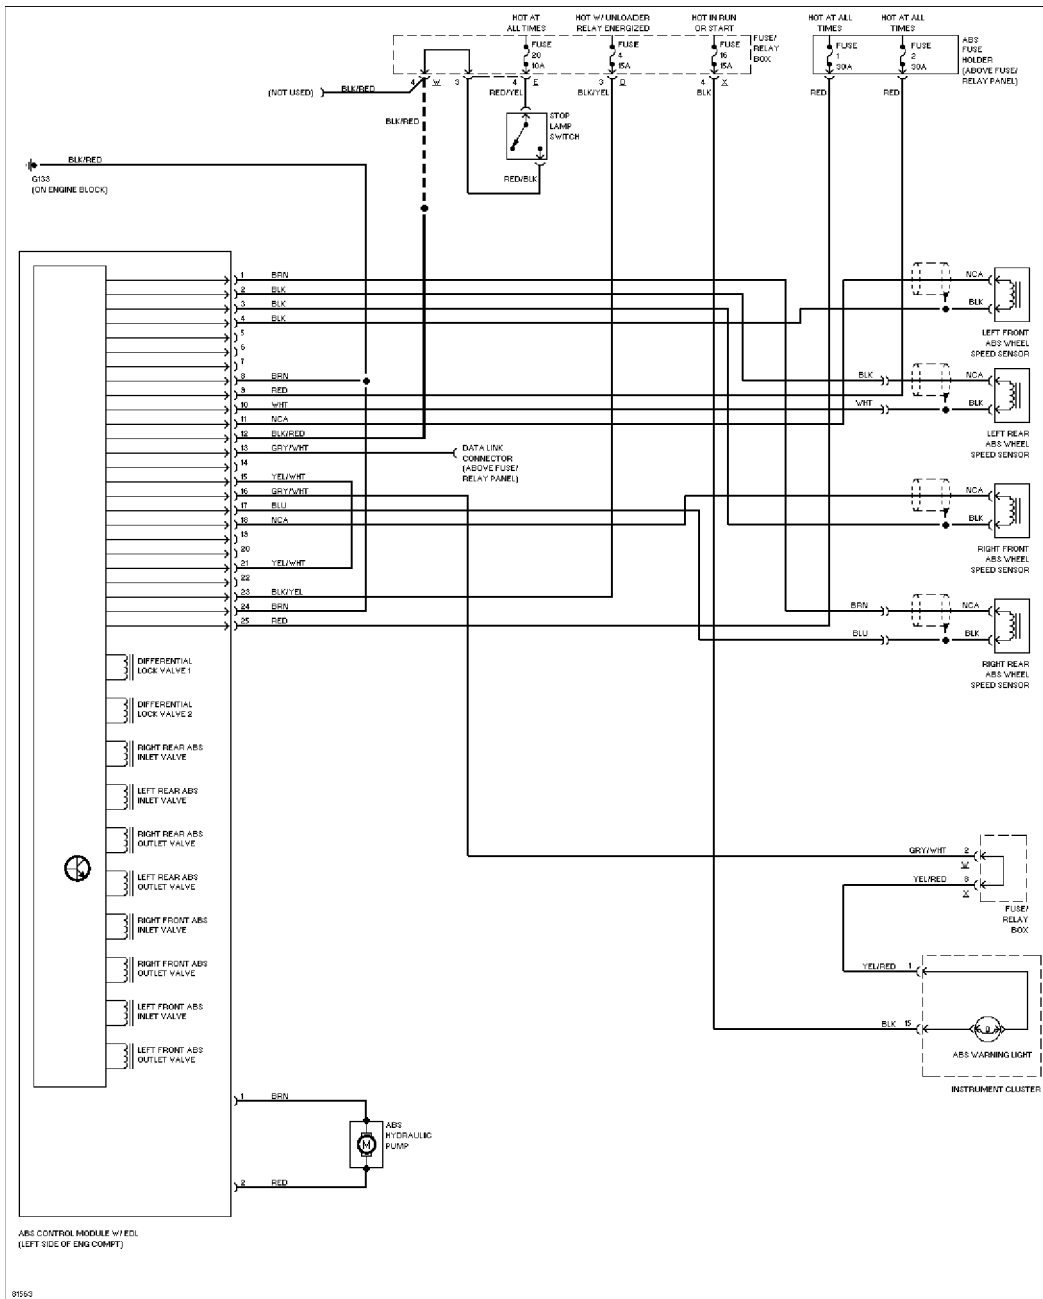 HOT AT
ALL TIMES
HOT W/ UNLOADER
RELAY ENERGIZED
HOT IN RUN
OR START
HOT AT ALL
TIMES
HOT AT ALL
TIMES
FUSE
20
10A
FUSE
4
15A
FUSE
16
15A
FUSE/
RELAY
BOX
FUSE
1
30A
FUSE
2
30A
ABS
FUSE
HOLDER
(ABOVE FUSE/
RELAY PANEL)
4 W 3 4 E 3 D 4 X
(NOT USED) BLK/RED
RED/YEL BLK/YEL BLK RED RED
BLK/RED
STOP
LAMP
SWITCH
RED/BLK
BLK/RED
G133
(ON ENGINE BLOCK)
1 BRN
2 BLK
3 BLK
4 BLK
5
6
7
8 BRN
9 RED
10 WHT
11 NCA
12 BLK/RED
13 GRY/WHT
14
15 YEL/WHT
16 GRY/WHT
17 BLU
18 NCA
19
20
21 YEL/WHT
22
23 BLK/YEL
24 BRN
25 RED
DATA LINK
CONNECTOR
(ABOVE FUSE/
RELAY PANEL)
NCA
BLK
LEFT FRONT
ABS WHEEL
SPEED SENSOR
BLK NCA
WHT BLK
LEFT REAR
ABS WHEEL
SPEED SENSOR
NCA
BLK
RIGHT FRONT
ABS WHEEL
SPEED SENSOR
BRN NCA
BLU BLK
RIGHT REAR
ABS WHEEL
SPEED SENSOR
DIFFERENTIAL
LOCK VALVE 1
DIFFERENTIAL
LOCK VALVE 2
RIGHT REAR ABS
INLET VALVE
LEFT REAR ABS
INLET VALVE
RIGHT REAR ABS
OUTLET VALVE
LEFT REAR ABS
OUTLET VALVE
RIGHT FRONT ABS
INLET VALVE
RIGHT FRONT ABS
OUTLET VALVE
LEFT FRONT ABS
INLET VALVE
LEFT FRONT ABS
OUTLET VALVE
GRY/WHT 2
W
YEL/RED 8
X
FUSE/
RELAY
BOX
YEL/RED 1
BLK 15
ABS WARNING LIGHT
INSTRUMENT CLUSTER
1 BRN
ABS
HYDRAULIC
PUMP
M
2 RED
ABS CONTROL MODULE W/ EDL
(LEFT SIDE OF ENG COMPT)
81563